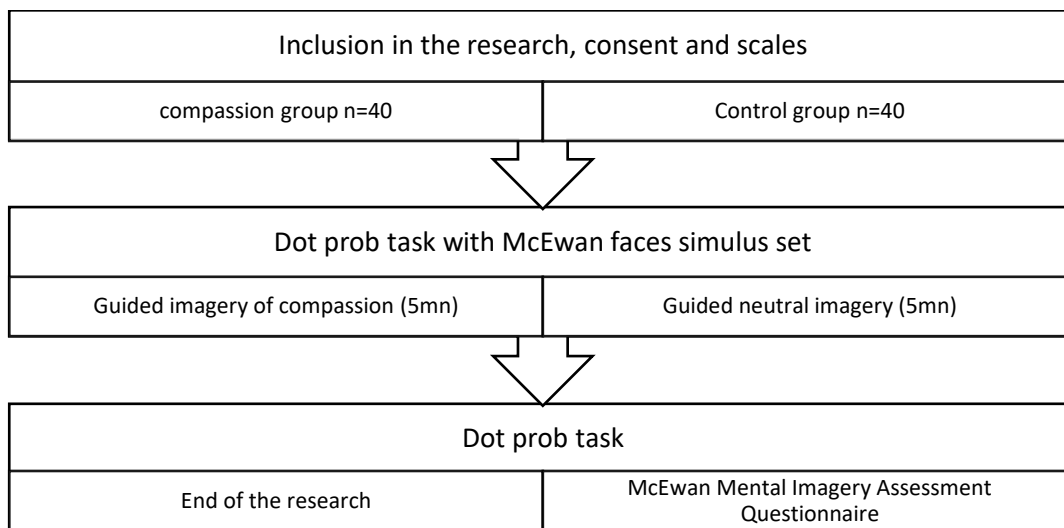 Inclusion in the research, consent and scales
compassion group n=40
Control group n=40
Dot prob task with McEwan faces simulus set
Guided imagery of compassion (5mn)
Guided neutral imagery (5mn)
Dot prob task
End of the research
McEwan Mental Imagery Assessment
Questionnaire